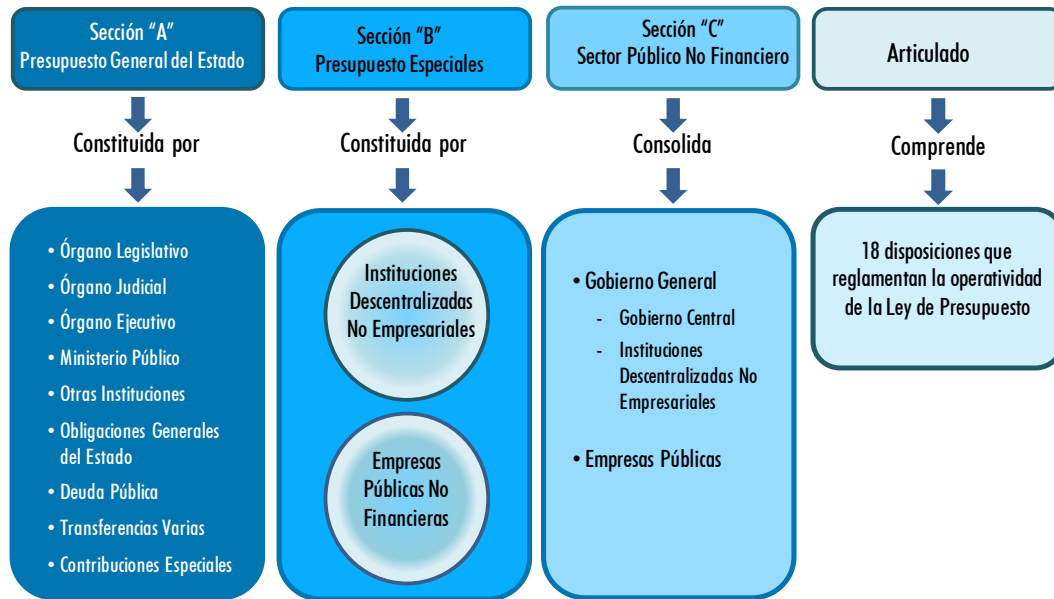 Sección “A”
Presupuesto General del Estado
Constituida por
• Órgano Legislativo
• Órgano Judicial
• Órgano Ejecutivo
• Ministerio Público
• Otras Instituciones
• Obligaciones Generales
del Estado
• Deuda Pública
• Transferencias Varias
• Contribuciones Especiales
Sección “B”
Presupuesto Especiales
Constituida por
Instituciones
Descentralizadas
No Empresariales
Empresas
Públicas No
Financieras
Sección “C”
Sector Público No Financiero
Consolida
• Gobierno General
- Gobierno Central
- Instituciones
Descentralizadas No
Empresariales
• Empresas Públicas
Articulado
Comprende
18 disposiciones que
reglamentan la operatividad
de la Ley de Presupuesto